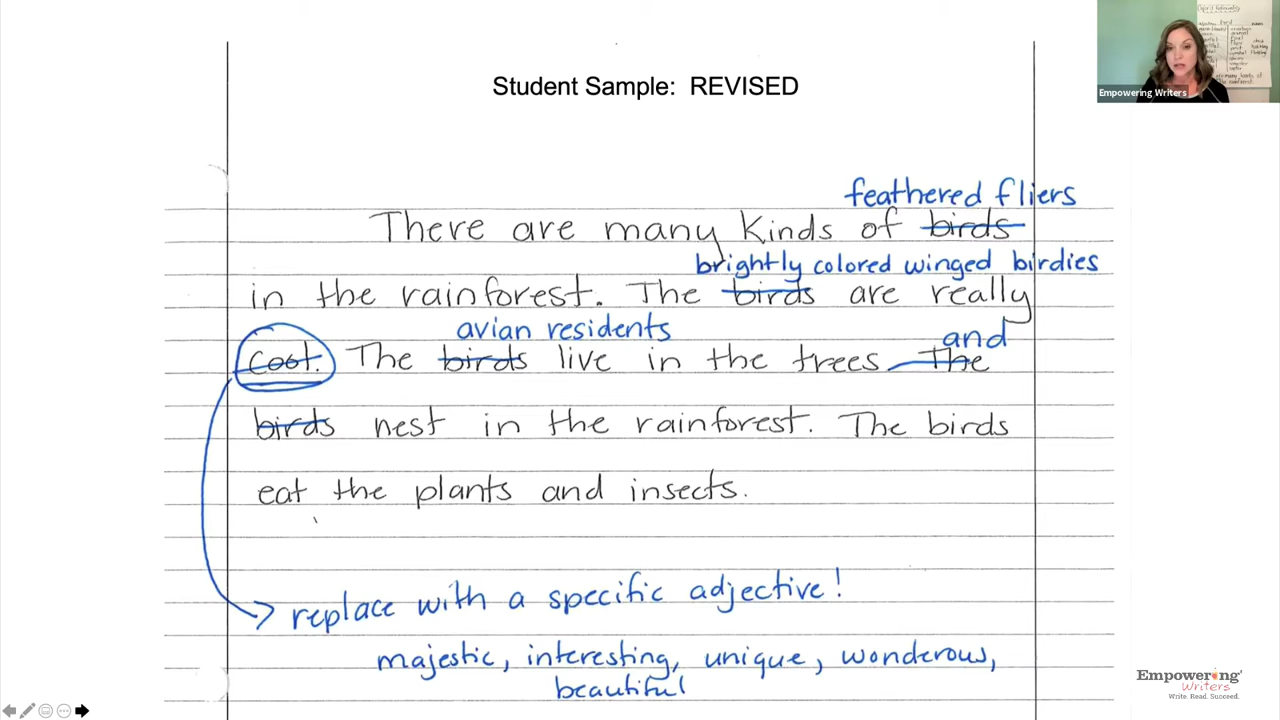 Student Sample: REVISED
Empowering Writers
feathered fliers
There are many kinds of birds
brightly colored winged birdies
in the rainforest. The birds are really
avian residents
and
cool. The birds live in the trees The
birds nest in the rainforest. The birds
eat the plants and insects.
replace with a specific adjective!
majestic, interesting, unique, wonderous,
beautiful
Empowering
Writers
Write. Read. Succeed.